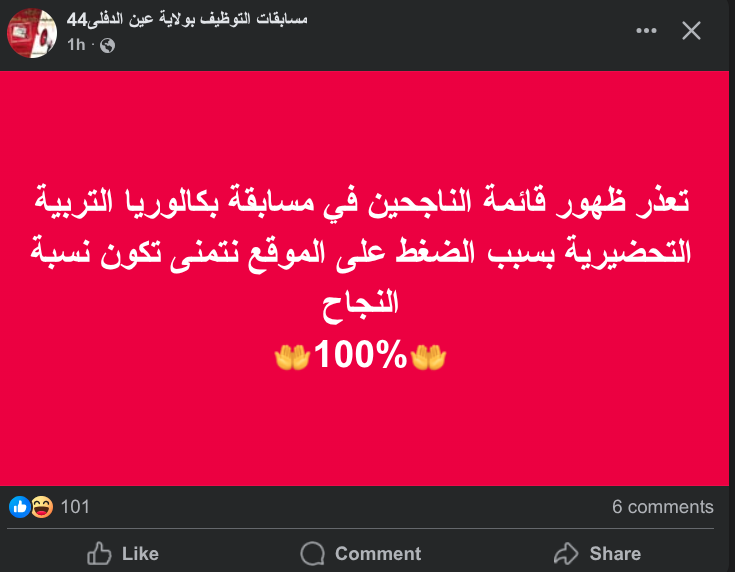 مسابقات التوظيف بولاية عين الدفلى44
1h ·
تعذر ظهور قائمة الناجحين في مسابقة بكالوريا التربية
التحضيرية بسبب الضغط على الموقع نتمنى تكون نسبة
النجاح
🤲100%🤲
101
6 comments
Like
Comment
Share